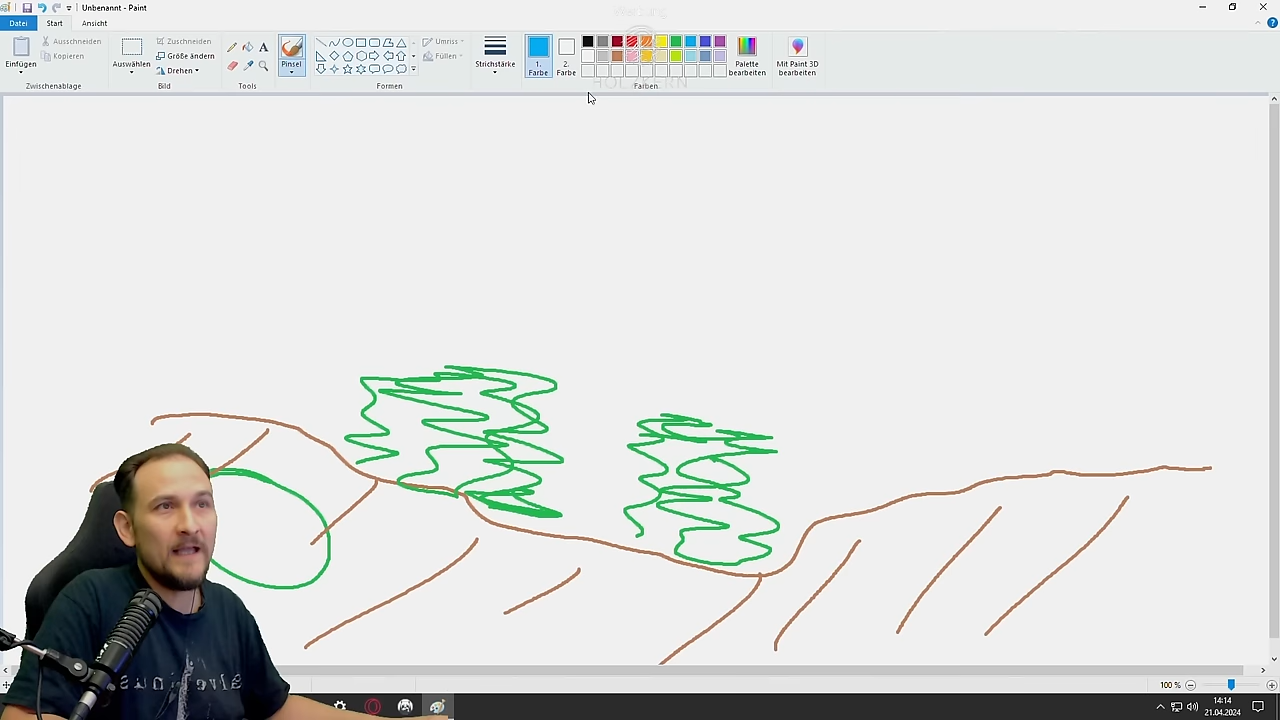 Unbenannt - Paint
Werbung
Datei
Start
Ansicht
Einfügen
Ausschneiden
Kopieren
Zwischenablage
Auswählen
Zuschneiden
Größe ändern
Drehen
Bild
A
Tools
Pinsel
Formen
Umriss
Füllen
Strichstärke
1.
Farbe
2.
Farbe
Palette
bearbeiten
Mit Paint 3D
bearbeiten
Farben
HOLZKERN
100 %
14:14
21.04.2024